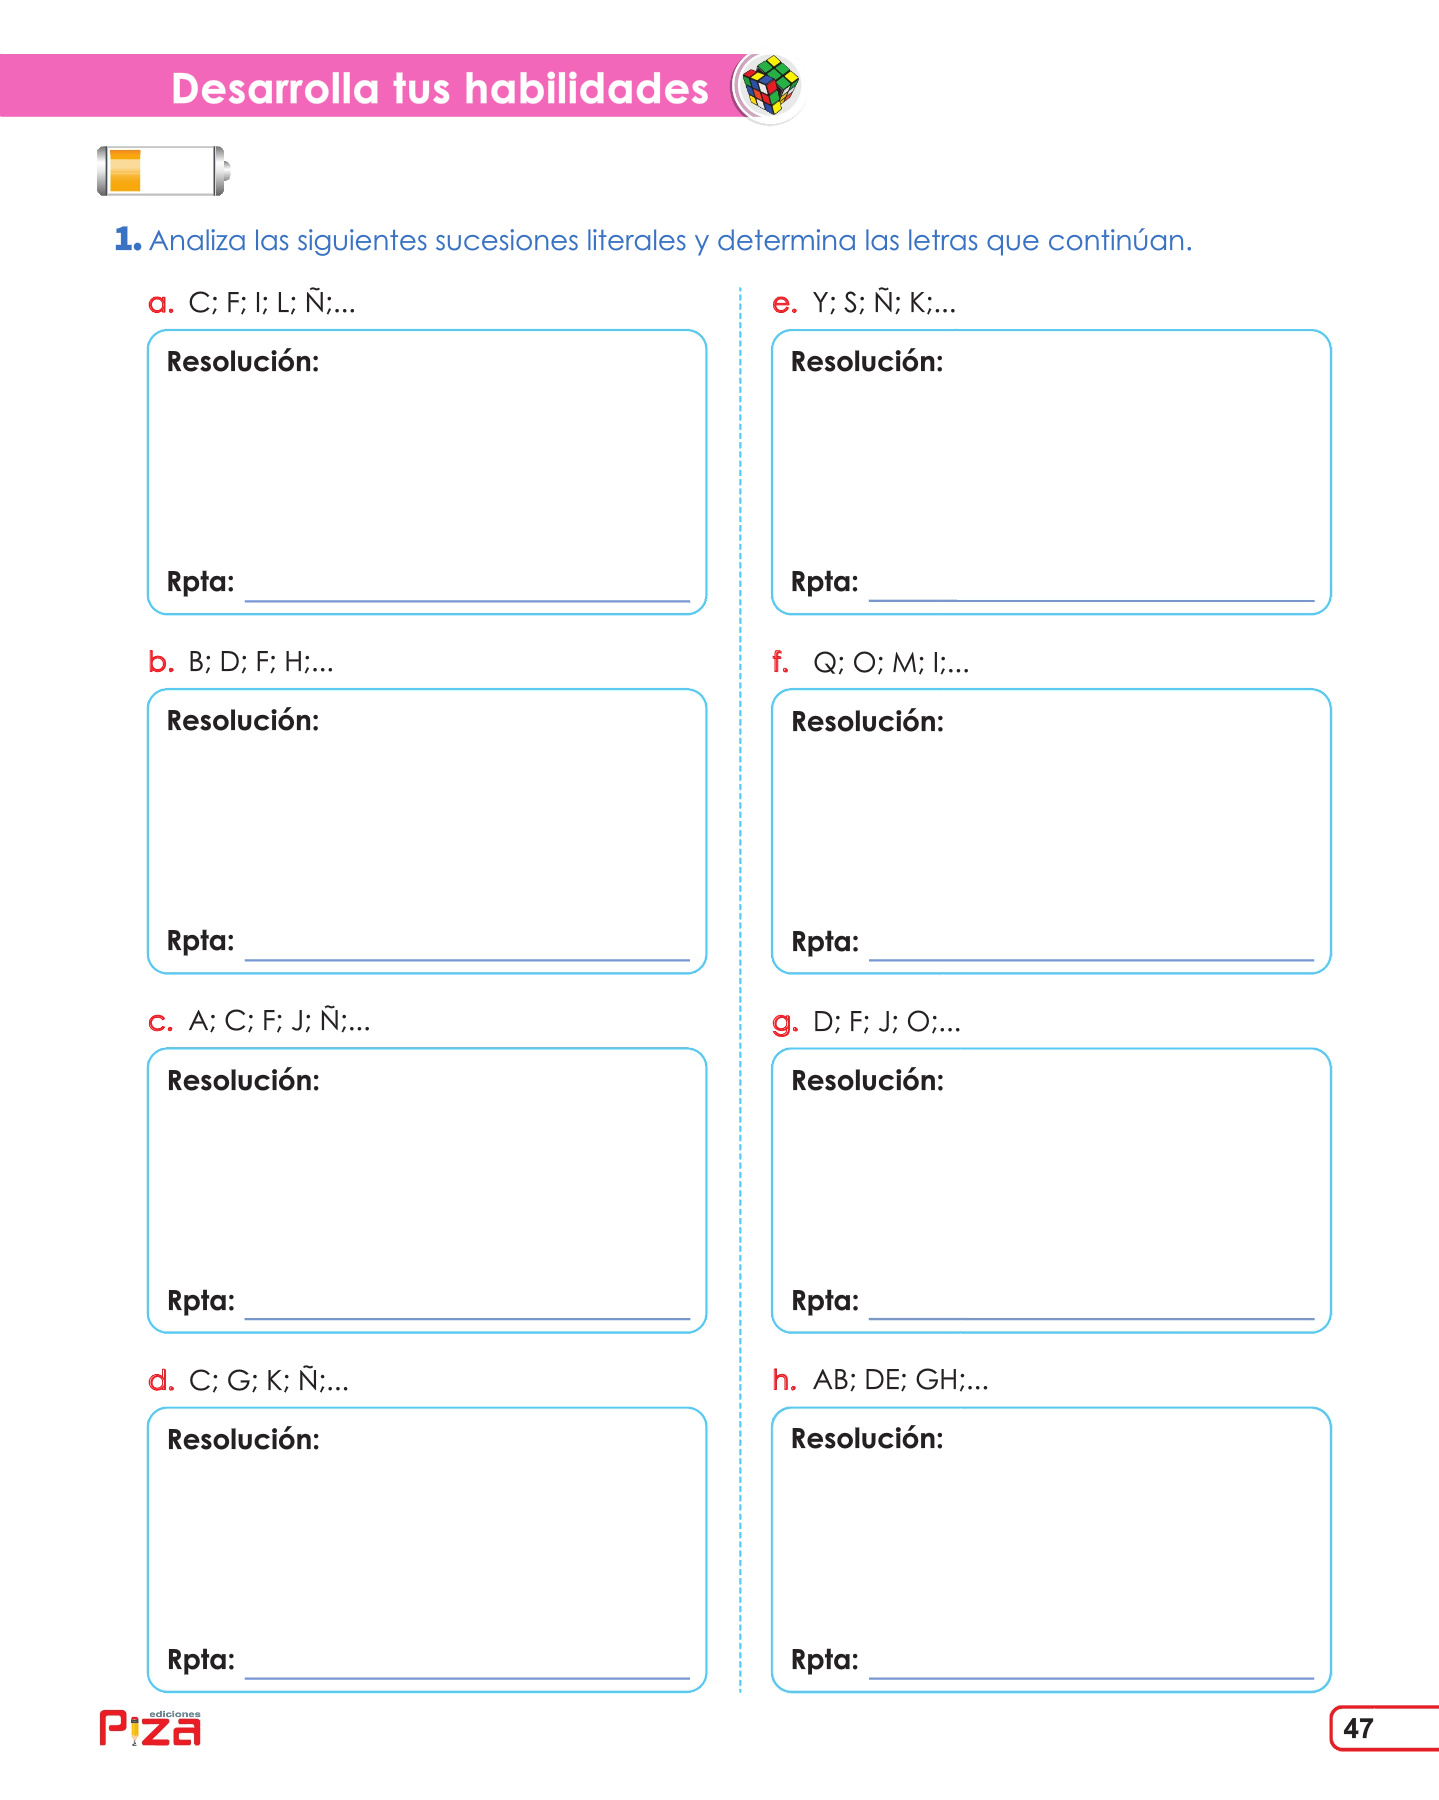 Desarrolla tus habilidades
1. Analiza las siguientes sucesiones literales y determina las letras que continúan.
a. C; F; I; L; Ñ;...
Resolución:
Rpta:
b. B; D; F; H;...
Resolución:
Rpta:
c. A; C; F; J; Ñ;...
Resolución:
Rpta:
d. C; G; K; Ñ;...
Resolución:
Rpta:
e. Y; S; Ñ; K;...
Resolución:
Rpta:
f. Q; O; M; I;...
Resolución:
Rpta:
g. D; F; J; O;...
Resolución:
Rpta:
h. AB; DE; GH;...
Resolución:
Rpta:
ediciones
Piza
47